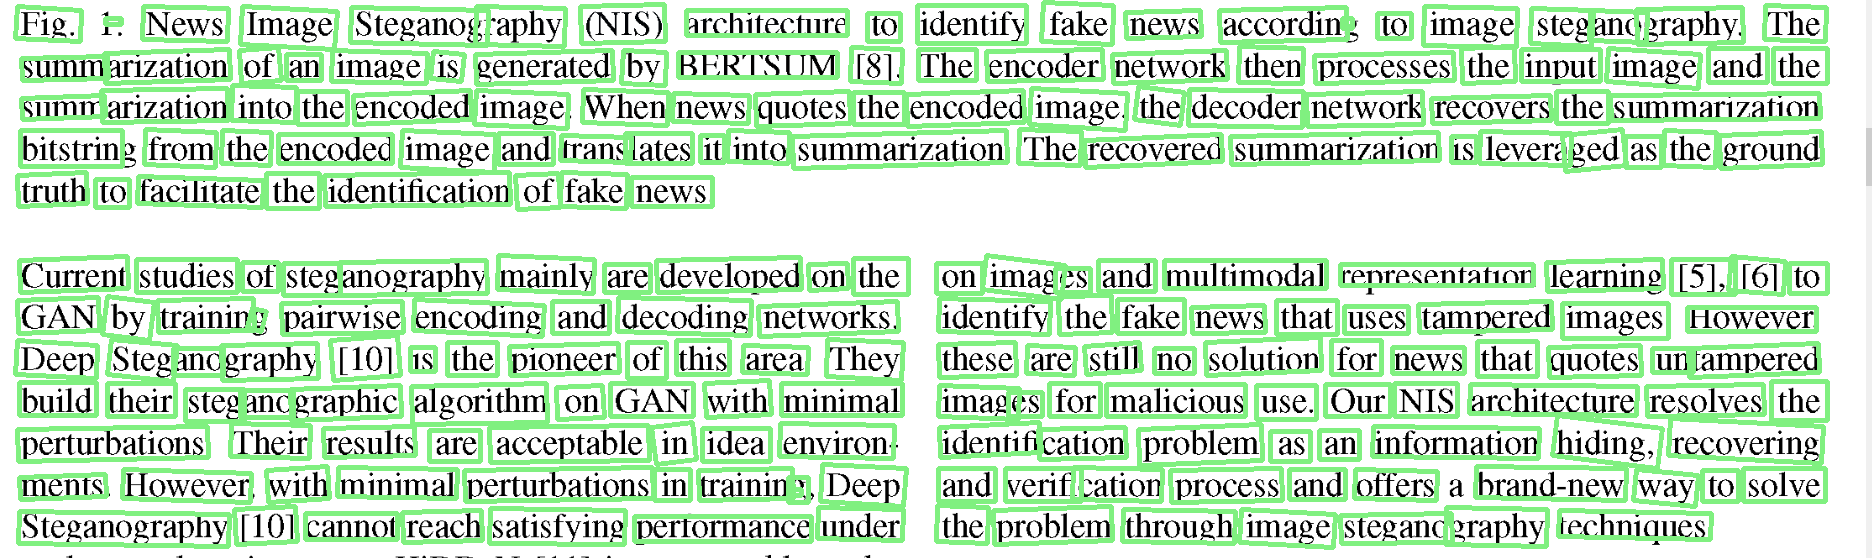 Fig. 1. News Image Steganography (NIS) architecture to identify fake news according to image steganography. The
summarization of an image is generated by BERTSUM [8]. The encoder network then processes the input image and the
summarization into the encoded image. When news quotes the encoded image, the decoder network recovers the summarization
bitstring from the encoded image and translates it into summarization. The recovered summarization is leveraged as the ground
truth to facilitate the identification of fake news
Current studies of steganography mainly are developed on the
GAN by training pairwise encoding and decoding networks.
Deep Steganography [10] is the pioneer of this area. They
build their steganographic algorithm on GAN with minimal
perturbations. Their results are acceptable in idea environ-
ments. However, with minimal perturbations in training, Deep
Steganography [10] cannot reach satisfying performance under
on images and multimodal representation learning [5], [6] to
identify the fake news that uses tampered images. However
these are still no solution for news that quotes untampered
images for malicious use. Our NIS architecture resolves the
identification problem as an information hiding, recovering
and verification process and offers a brand-new way to solve
the problem through image steganography techniques